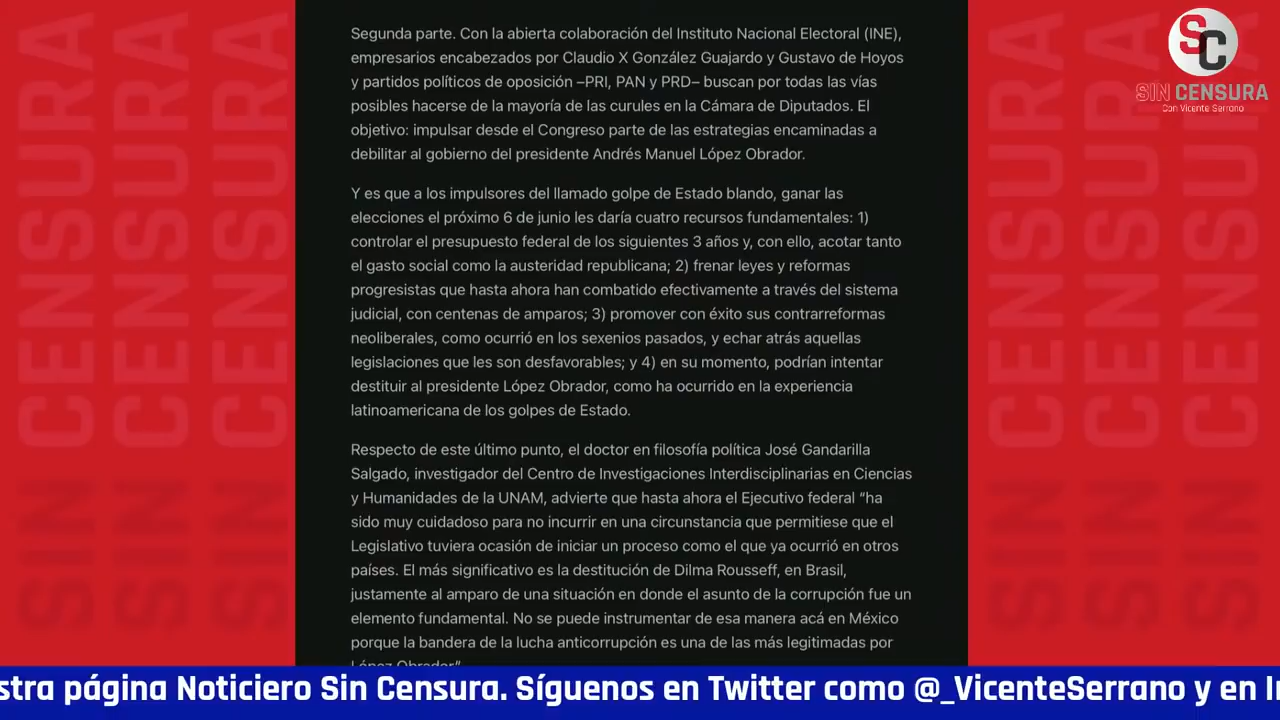 Segunda parte. Con la abierta colaboración del Instituto Nacional Electoral (INE),
empresarios encabezados por Claudio X González Guajardo y Gustavo de Hoyos
y partidos políticos de oposición –PRI, PAN y PRD– buscan por todas las vías
posibles hacerse de la mayoría de las curules en la Cámara de Diputados. El
objetivo: impulsar desde el Congreso parte de las estrategias encaminadas a
debilitar al gobierno del presidente Andrés Manuel López Obrador.
Y es que a los impulsores del llamado golpe de Estado blando, ganar las
elecciones el próximo 6 de junio les daría cuatro recursos fundamentales: 1)
controlar el presupuesto federal de los siguientes 3 años y, con ello, acotar tanto
el gasto social como la austeridad republicana; 2) frenar leyes y reformas
progresistas que hasta ahora han combatido efectivamente a través del sistema
judicial, con centenas de amparos; 3) promover con éxito sus contrarreformas
neoliberales, como ocurrió en los sexenios pasados, y echar atrás aquellas
legislaciones que les son desfavorables; y 4) en su momento, podrían intentar
destituir al presidente López Obrador, como ha ocurrido en la experiencia
latinoamericana de los golpes de Estado.
Respecto de este último punto, el doctor en filosofía política José Gandarilla
Salgado, investigador del Centro de Investigaciones Interdisciplinarias en Ciencias
y Humanidades de la UNAM, advierte que hasta ahora el Ejecutivo federal “ha
sido muy cuidadoso para no incurrir en una circunstancia que permitiese que el
Legislativo tuviera ocasión de iniciar un proceso como el que ya ocurrió en otros
países. El más significativo es la destitución de Dilma Rousseff, en Brasil,
justamente al amparo de una situación en donde el asunto de la corrupción fue un
elemento fundamental. No se puede instrumentar de esa manera acá en México
porque la bandera de la lucha anticorrupción es una de las más legitimadas por
López Obrador”
SC
SIN CENSURA
Con Vicente Serrano
SIN CENSURA
SIN CENSURA
SIN CENSURA
SIN CENSURA
SIN CENSURA
SIN CENSURA
stra página Noticiero Sin Censura. Síguenos en Twitter como @_VicenteSerrano y en I